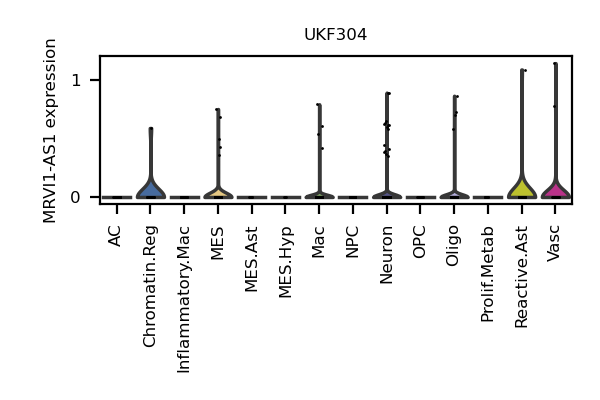 UKF304
MRVI1-AS1 expression
1
0
AC
Chromatin.Reg
Inflammatory.Mac
MES
MES.Ast
MES.Hyp
Mac
NPC
Neuron
OPC
Oligo
Prolif.Metab
Reactive.Ast
Vasc